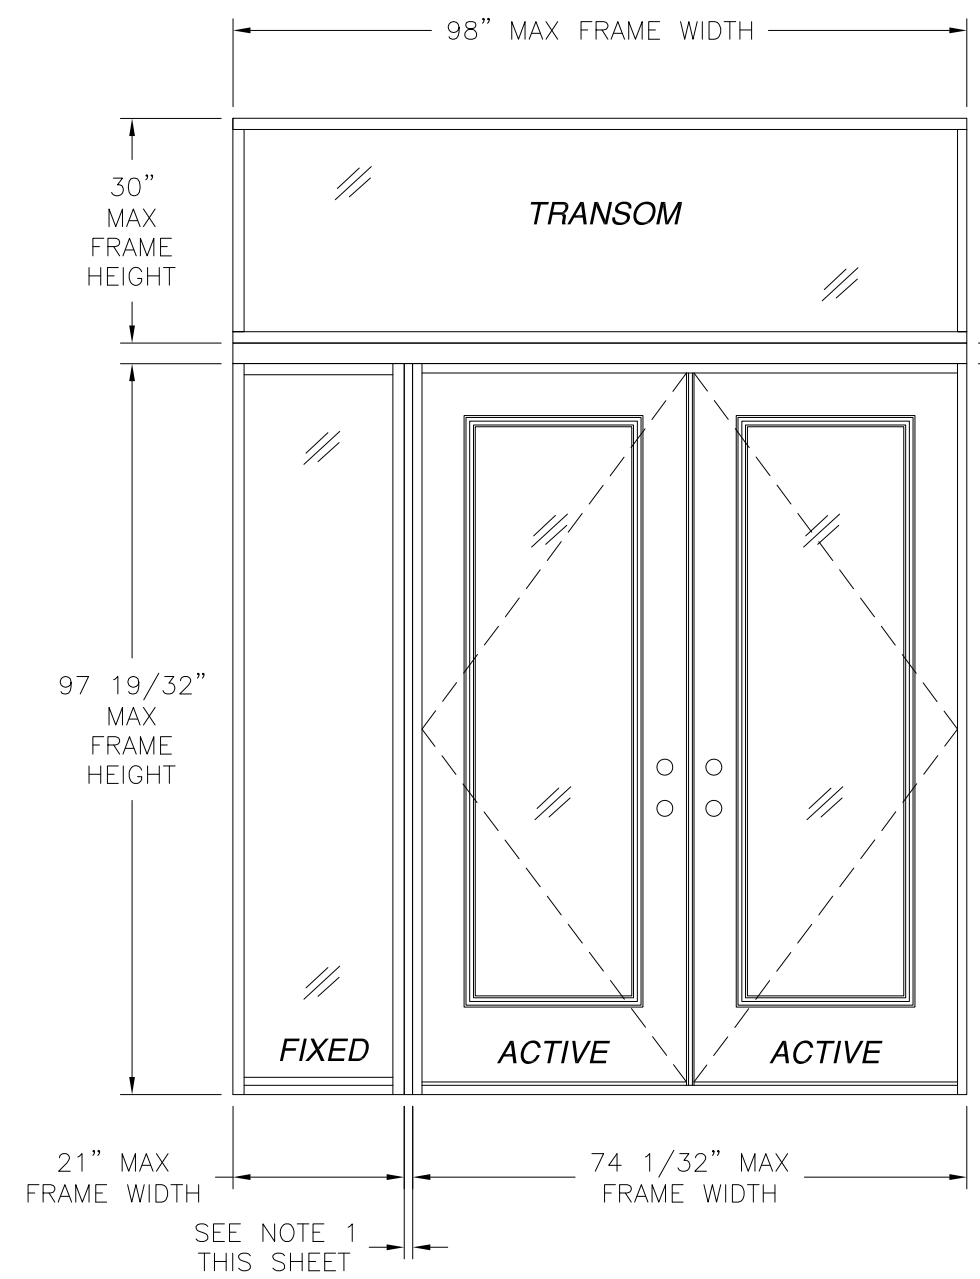 98” MAX FRAME WIDTH
30”
MAX
FRAME
HEIGHT
TRANSOM
97 19/32”
MAX
FRAME
HEIGHT
FIXED
ACTIVE
ACTIVE
21” MAX
FRAME WIDTH
74 1/32” MAX
FRAME WIDTH
SEE NOTE 1
THIS SHEET